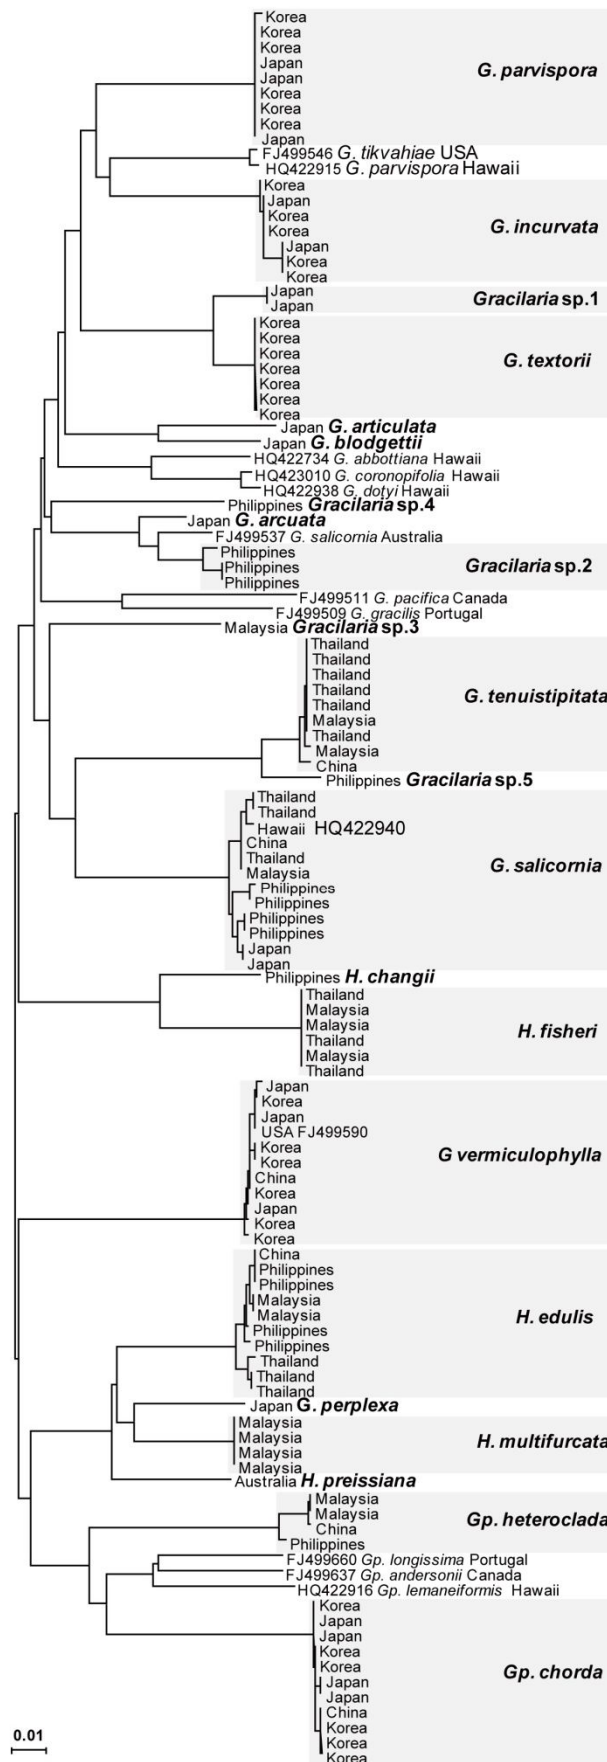 Korea
Korea
Korea
Japan
Japan
Korea
Korea
Korea
Japan
G. parvispora
FJ499546 G. tikvahiae USA
HQ422915 G. parvispora Hawaii
Korea
Japan
Korea
Korea
Japan
Korea
Korea
G. incurvata
Japan
Japan
Gracilaria sp.1
Korea
Korea
Korea
Korea
Korea
Korea
Korea
G. textorii
Japan G. articulata
Japan G. blodgettii
HQ422734 G. abbottiana Hawaii
HQ423010 G. coronopifolia Hawaii
HQ422938 G. dotyi Hawaii
Philippines Gracilaria sp.4
Japan G. arcuata
FJ499537 G. salicornia Australia
Philippines
Philippines
Philippines
Gracilaria sp.2
FJ499511 G. pacifica Canada
FJ499509 G. gracilis Portugal
Malaysia Gracilaria sp.3
Thailand
Thailand
Thailand
Thailand
Thailand
Malaysia
Thailand
Malaysia
China
G. tenuistipitata
Philippines Gracilaria sp.5
Thailand
Thailand
Hawaii HQ422940
China
Thailand
Malaysia
Philippines
Philippines
Philippines
Philippines
Japan
Japan
G. salicornia
Philippines H. changii
Thailand
Malaysia
Malaysia
Thailand
Malaysia
Thailand
H. fisheri
Japan
Korea
Japan
USA FJ499590
Korea
Korea
China
Korea
Japan
Korea
Korea
G vermiculophylla
China
Philippines
Philippines
Malaysia
Malaysia
Philippines
Philippines
Thailand
Thailand
Thailand
H. edulis
Japan G. perplexa
Malaysia
Malaysia
Malaysia
Malaysia
H. multifurcata
Australia H. preissiana
Malaysia
Malaysia
China
Philippines
Gp. heteroclada
FJ499660 Gp. longissima Portugal
FJ499637 Gp. andersonii Canada
HQ422916 Gp. lemaneiformis Hawaii
Korea
Japan
Japan
Korea
Korea
Japan
Japan
China
Korea
Korea
Korea
Gp. chorda
0.01